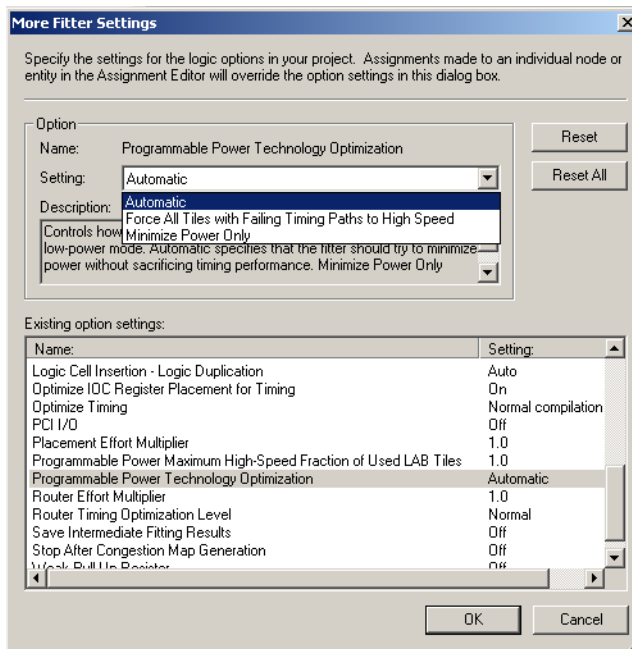 More Fitter Settings
Specify the settings for the logic options in your project. Assignments made to an individual node or
entity in the Assignment Editor will override the option settings in this dialog box.
Option
Name: Programmable Power Technology Optimization
Reset
Setting: Automatic
Reset All
Description:
Automatic
Force All Tiles with Failing Timing Paths to High Speed
Minimize Power Only
Controls how
low-power mode. Automatic specifies that the fitter should try to minimize
power without sacrificing timing performance. Minimize Power Only
Existing option settings:
Name: Setting:
Logic Cell Insertion - Logic Duplication Auto
Optimize IOC Register Placement for Timing On
Optimize Timing Normal compilation
PCI I/O Off
Placement Effort Multiplier 1.0
Programmable Power Maximum High-Speed Fraction of Used LAB Tiles 1.0
Programmable Power Technology Optimization Automatic
Router Effort Multiplier 1.0
Router Timing Optimization Level Normal
Save Intermediate Fitting Results Off
Stop After Congestion Map Generation Off
Weak Pull-Up Resistor Off
OK Cancel